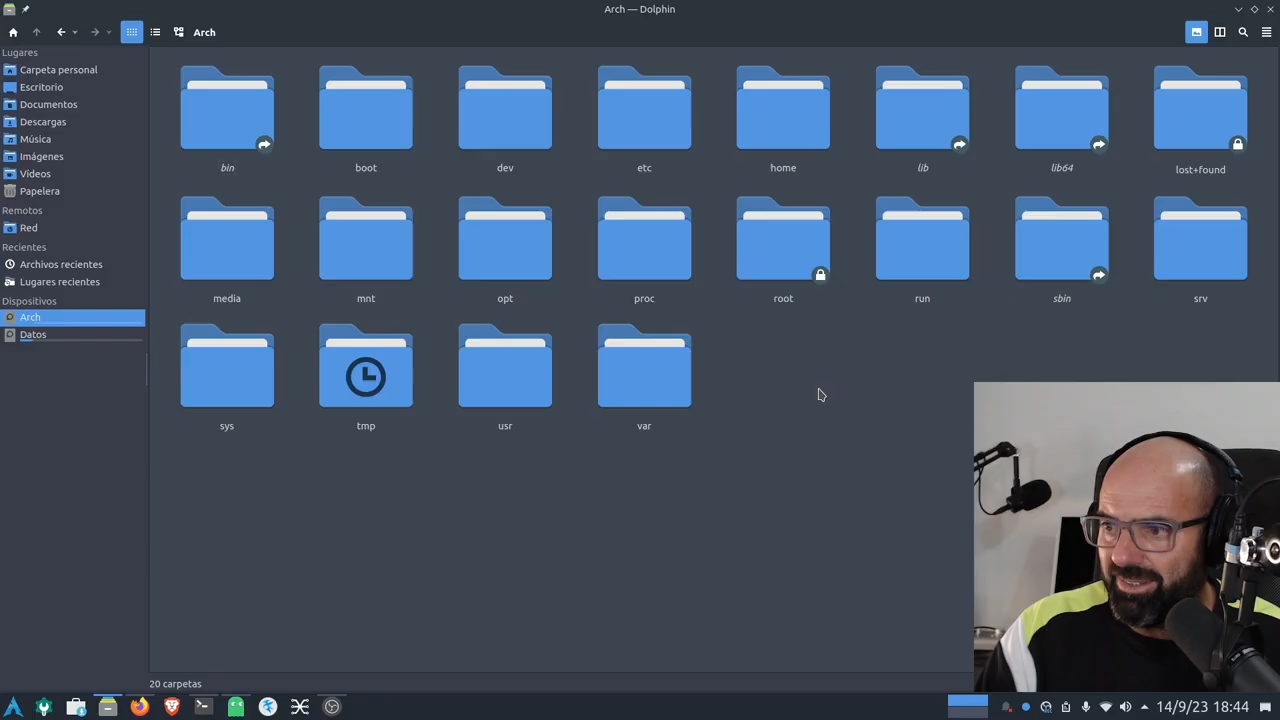 Arch — Dolphin
Arch
Lugares
Carpeta personal
Escritorio
Documentos
Descargas
Música
Imágenes
Vídeos
Papelera
Remotos
Red
Recientes
Archivos recientes
Lugares recientes
Dispositivos
Arch
Datos
bin boot dev etc home lib lib64 lost+found
media mnt opt proc root run sbin srv
sys tmp usr var
20 carpetas
14/9/23 18:44